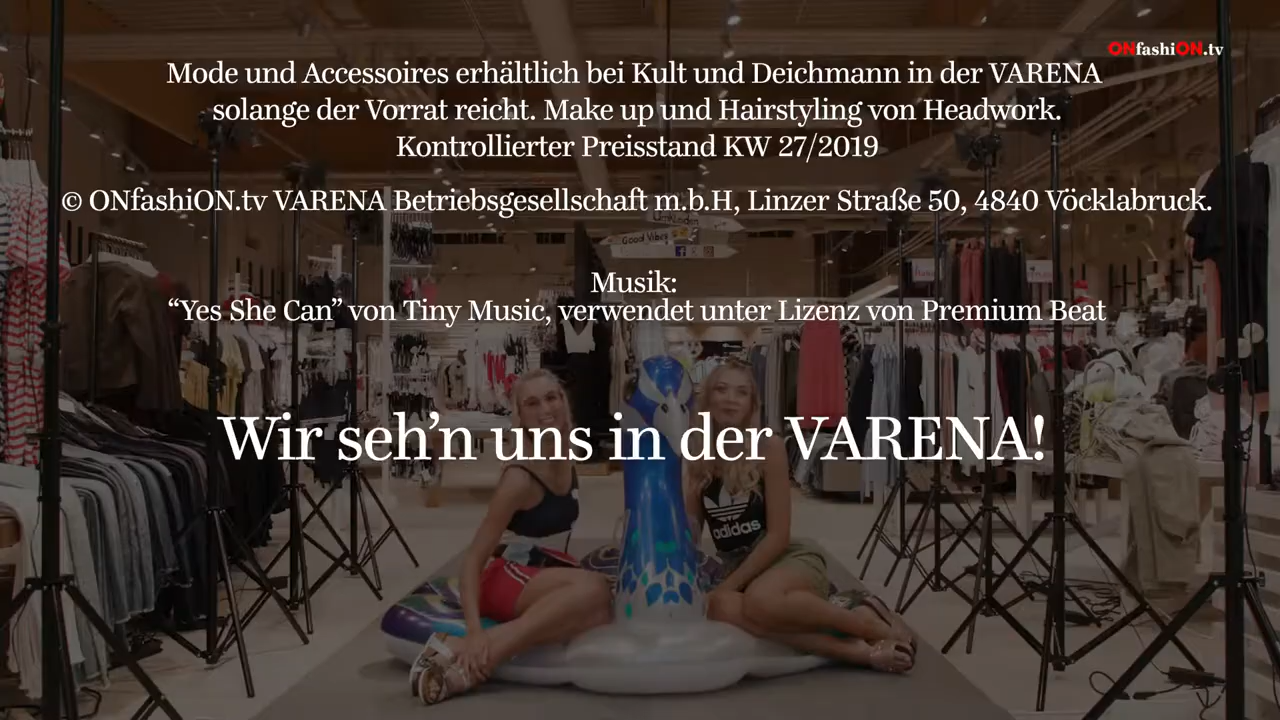 ONfashiON.tv
Mode und Accessoires erhältlich bei Kult und Deichmann in der VARENA
solange der Vorrat reicht. Make up und Hairstyling von Headwork.
Kontrollierter Preisstand KW 27/2019
© ONfashiON.tv VARENA Betriebsgesellschaft m.b.H, Linzer Straße 50, 4840 Vöcklabruck.
Umkleiden
Good Vibes
Musik:
“Yes She Can” von Tiny Music, verwendet unter Lizenz von Premium Beat
Wir seh’n uns in der VARENA!
adidas